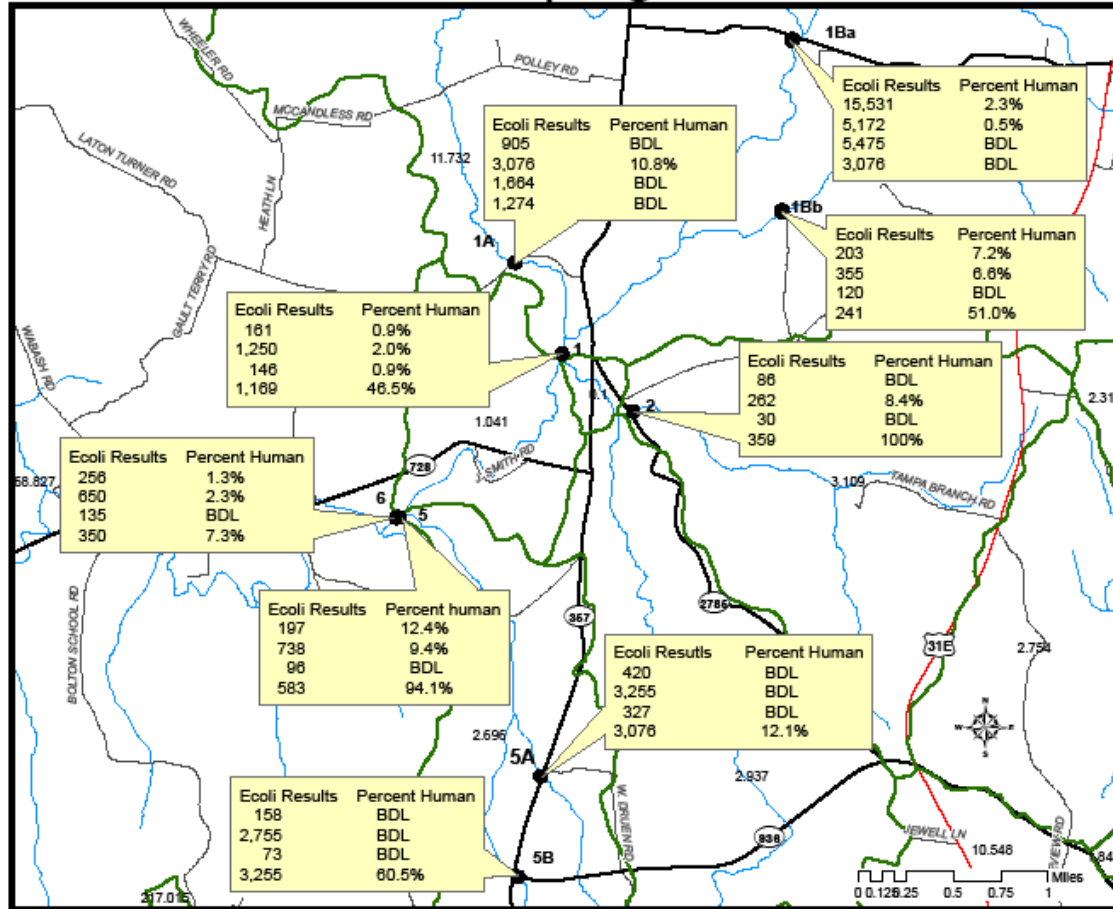 1Ba
WHEELER RD
POLLEY RD
MCCANDLESS RD
LATON TURNER RD
HEATH LN
11.732
Ecoli Results Percent Human
15,531 2.3%
5,172 0.5%
5,475 BDL
3,076 BDL
Ecoli Results Percent Human
905 BDL
3,076 10.8%
1,664 BDL
1,274 BDL
1Bb
1A
GAULT TERRY RD
WABASH RD
Ecoli Results Percent Human
203 7.2%
355 6.6%
120 BDL
241 51.0%
Ecoli Results Percent Human
161 0.9%
1,250 2.0%
146 0.9%
1,169 46.5%
1
Ecoli Results Percent Human
86 BDL
262 8.4%
30 BDL
359 100%
2
1.041
2.31
Ecoli Results Percent Human
256 1.3%
650 2.3%
135 BDL
350 7.3%
728
J. SMITH RD
3.109
TAMPA BRANCH RD
6
5
BOLTON SCHOOL RD
Ecoli Results Percent human
197 12.4%
738 9.4%
96 BDL
583 94.1%
357
2786
31E
2.754
Ecoli Resutls Percent Human
420 BDL
3,255 BDL
327 BDL
3,076 12.1%
N
W E
S
2.696
5A
2.937
W. DRUEN RD
Ecoli Results Percent Human
158 BDL
2,755 BDL
73 BDL
3,255 60.5%
5B
936
JEWELL LN
10.548
VIEW RD
.84
217.015
Miles
0 0.125 0.25 0.5 0.75 1